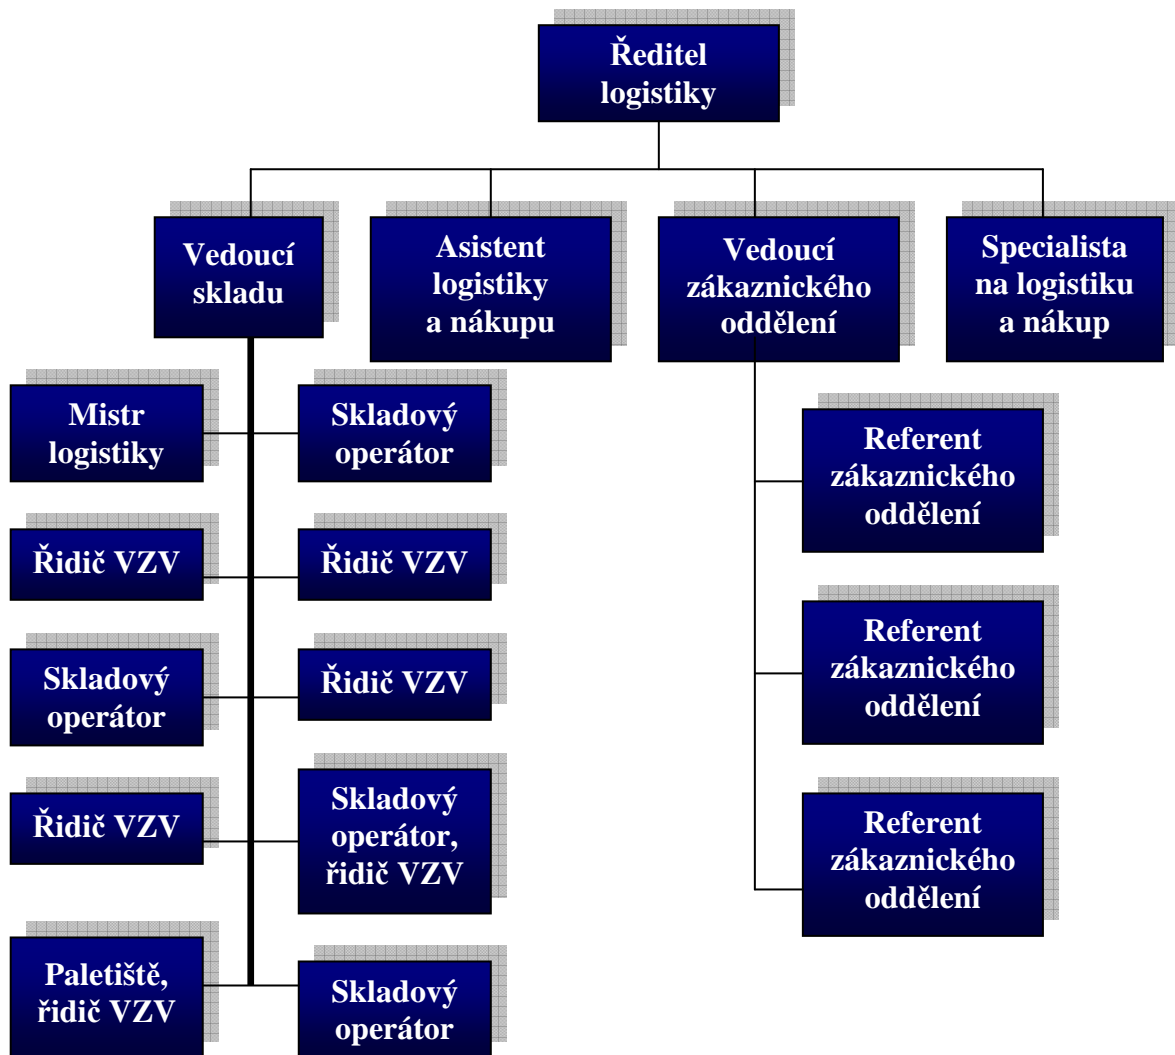 Ředitel
logistiky
Vedoucí
skladu
Asistent
logistiky
a nákupu
Vedoucí
zákaznického
oddělení
Specialista
na logistiku
a nákup
Mistr
logistiky
Skladový
operátor
Referent
zákaznického
oddělení
Řidič VZV
Řidič VZV
Skladový
operátor
Řidič VZV
Referent
zákaznického
oddělení
Řidič VZV
Skladový
operátor,
řidič VZV
Referent
zákaznického
oddělení
Paletiště,
řidič VZV
Skladový
operátor